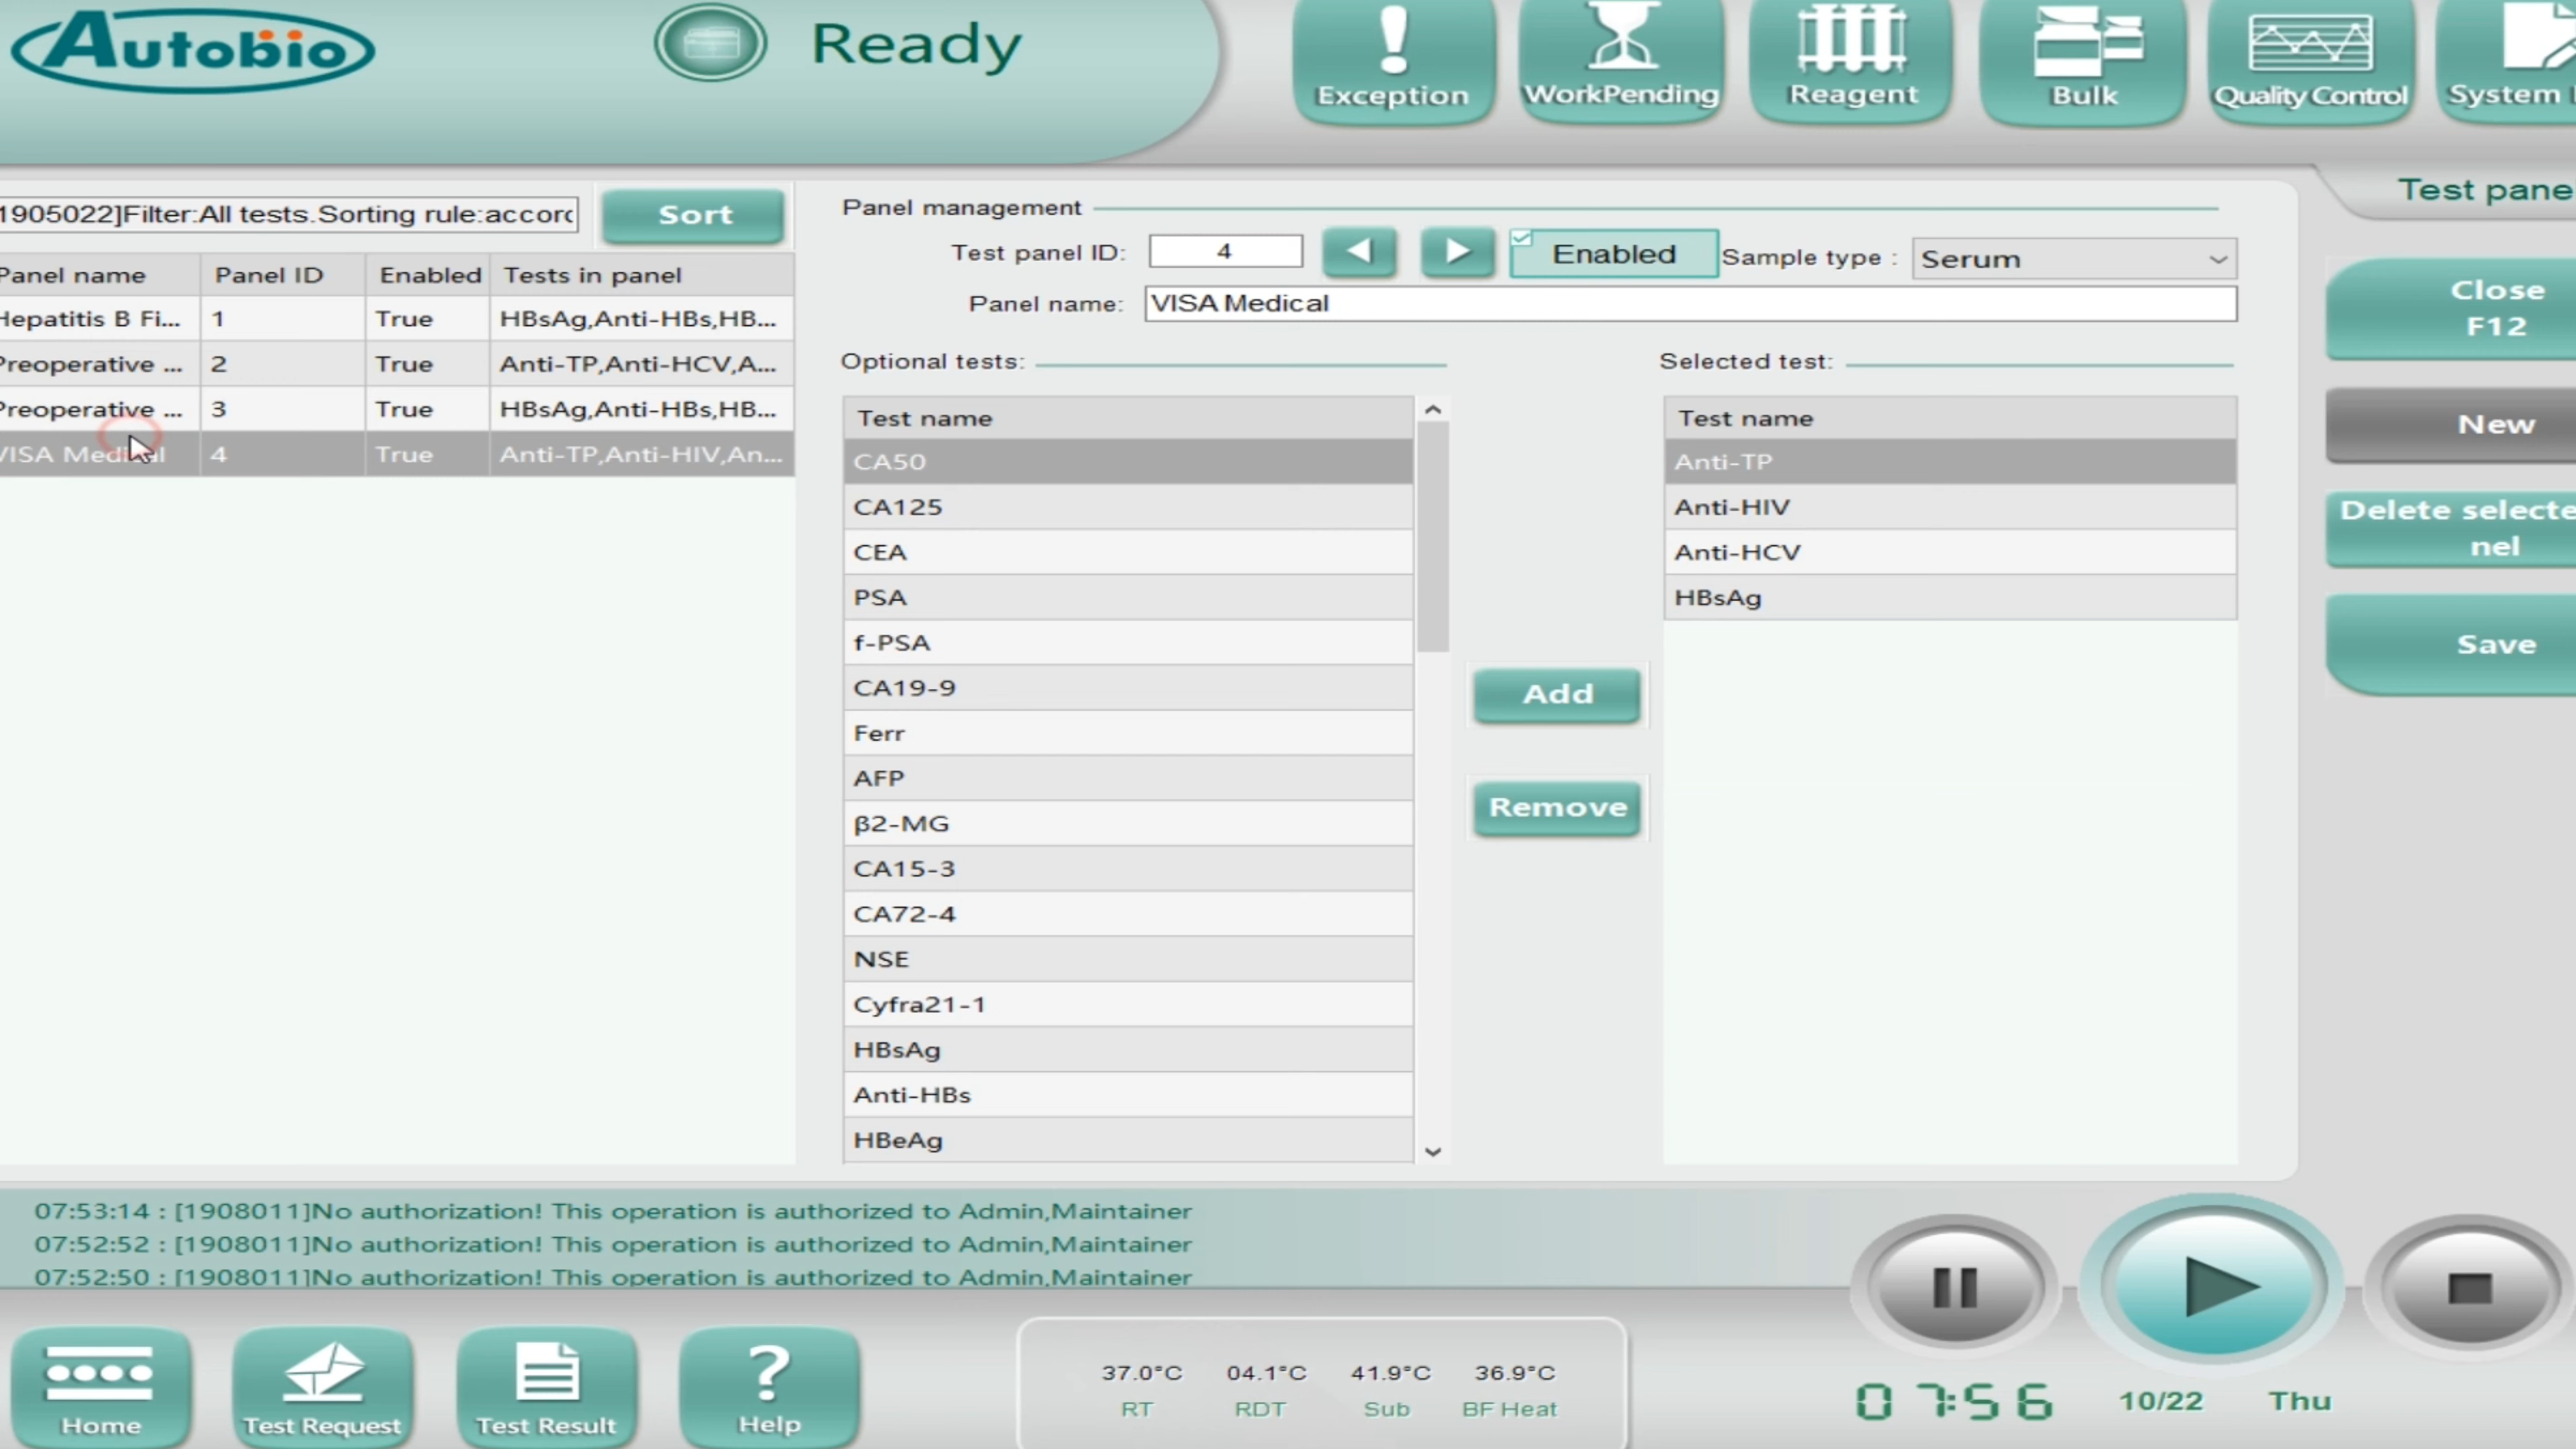 Autobio
Ready
Exception
WorkPending
Reagent
Bulk
Quality Control
System
1905022]Filter:All tests.Sorting rule:accord
Sort
Panel name Panel ID Enabled Tests in panel
Hepatitis B Fi... 1 True HBsAg,Anti-HBs,HB...
Preoperative ... 2 True Anti-TP,Anti-HCV,A...
Preoperative ... 3 True HBsAg,Anti-HBs,HB...
VISA Medical 4 True Anti-TP,Anti-HIV,An...
Panel management
Test panel ID: 4 Enabled Sample type : Serum
Panel name: VISA Medical
Optional tests:
Test name
CA50
CA125
CEA
PSA
f-PSA
CA19-9
Ferr
AFP
β2-MG
CA15-3
CA72-4
NSE
Cyfra21-1
HBsAg
Anti-HBs
HBeAg
Add
Remove
Selected test:
Test name
Anti-TP
Anti-HIV
Anti-HCV
HBsAg
Test pane
Close
F12
New
Delete selecte
nel
Save
07:53:14 : [1908011]No authorization! This operation is authorized to Admin,Maintainer
07:52:52 : [1908011]No authorization! This operation is authorized to Admin,Maintainer
07:52:50 : [1908011]No authorization! This operation is authorized to Admin,Maintainer
Home
Test Request
Test Result
?
Help
37.0°C 04.1°C 41.9°C 36.9°C
RT RDT Sub BF Heat
07:56 10/22 Thu